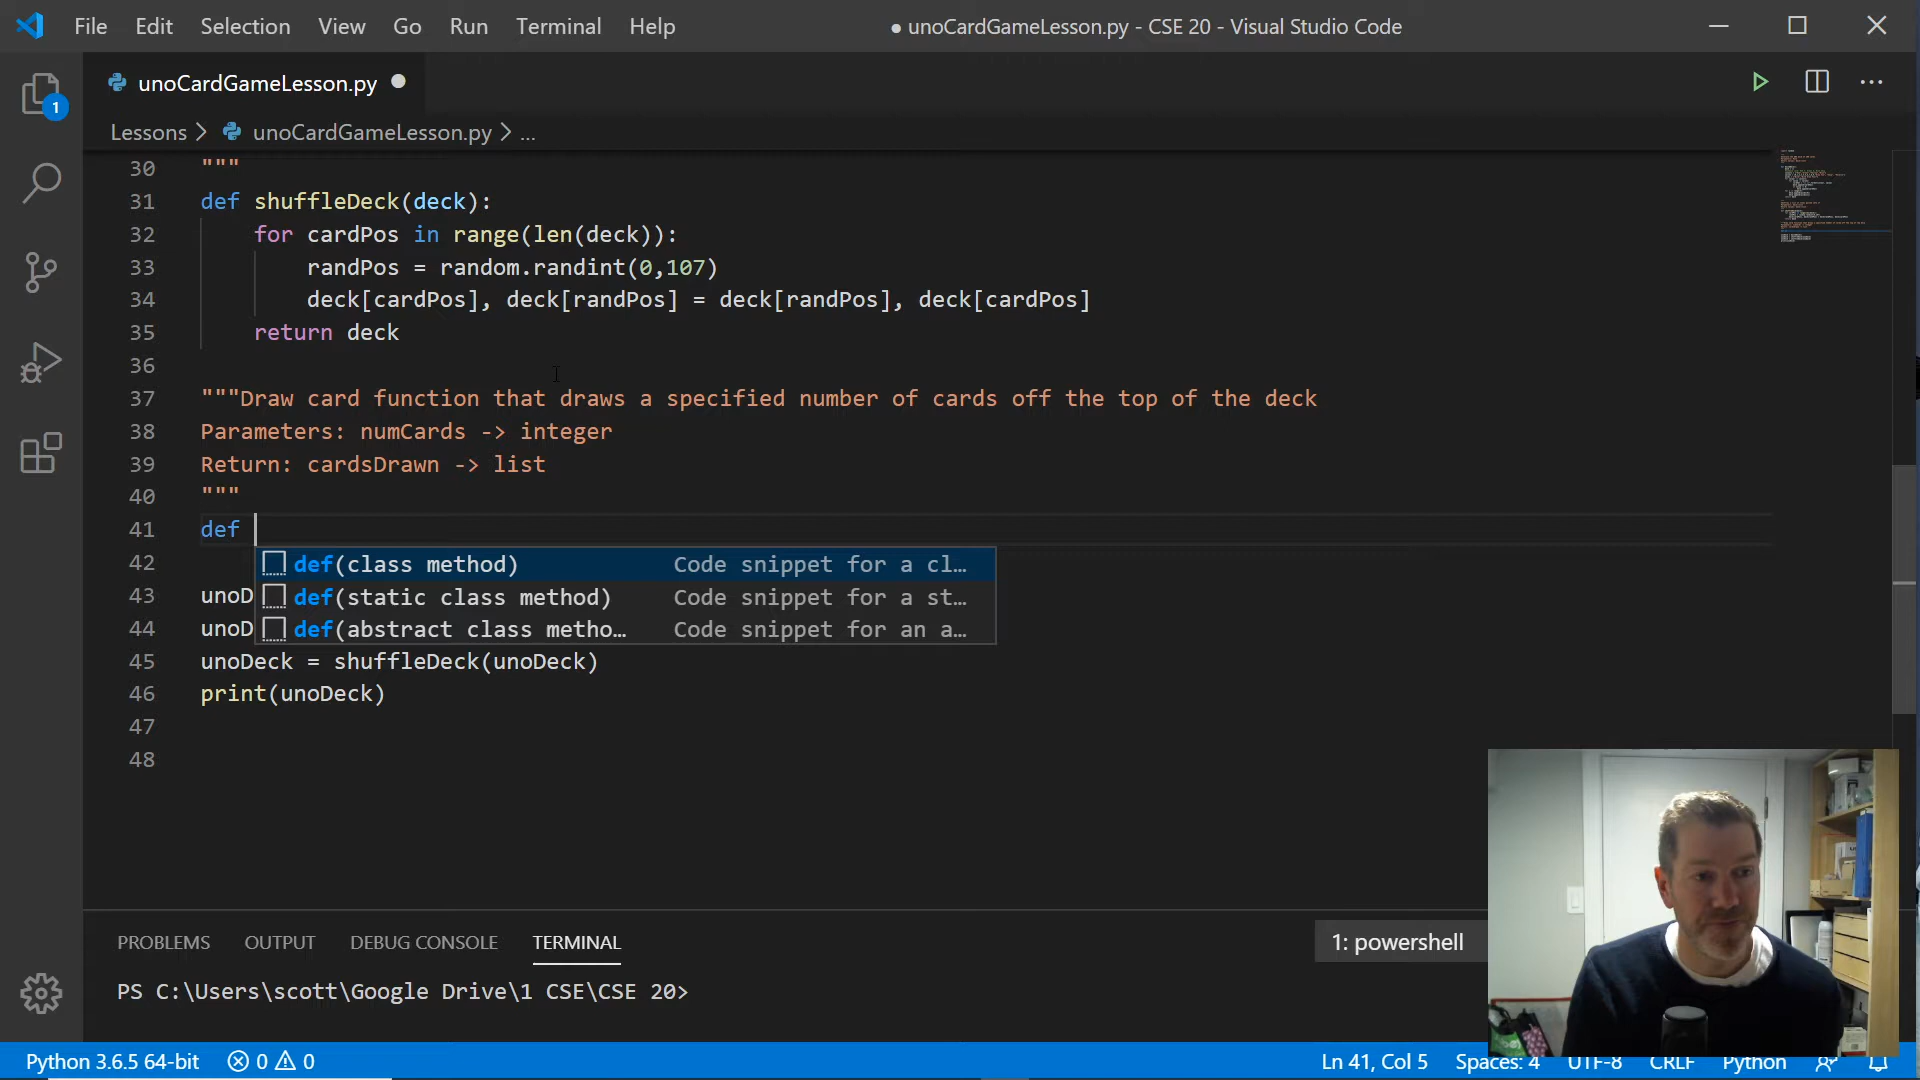 File Edit Selection View Go Run Terminal Help
● unoCardGameLesson.py - CSE 20 - Visual Studio Code
unoCardGameLesson.py
1
Lessons > unoCardGameLesson.py > ...
30 """
31 def shuffleDeck(deck):
32 for cardPos in range(len(deck)):
33 randPos = random.randint(0,107)
34 deck[cardPos], deck[randPos] = deck[randPos], deck[cardPos]
35 return deck
36
37 """Draw card function that draws a specified number of cards off the top of the deck
38 Parameters: numCards -> integer
39 Return: cardsDrawn -> list
40 """
41 def
42 def(class method) Code snippet for a cl…
43 unoD def(static class method) Code snippet for a st…
44 unoD def(abstract class metho… Code snippet for an a…
45 unoDeck = shuffleDeck(unoDeck)
46 print(unoDeck)
47
48
PROBLEMS OUTPUT DEBUG CONSOLE TERMINAL 1: powershell
PS C:\Users\scott\Google Drive\1 CSE\CSE 20>
Python 3.6.5 64-bit 0 0 Ln 41, Col 5 Spaces: 4 UTF-8 CRLF Python